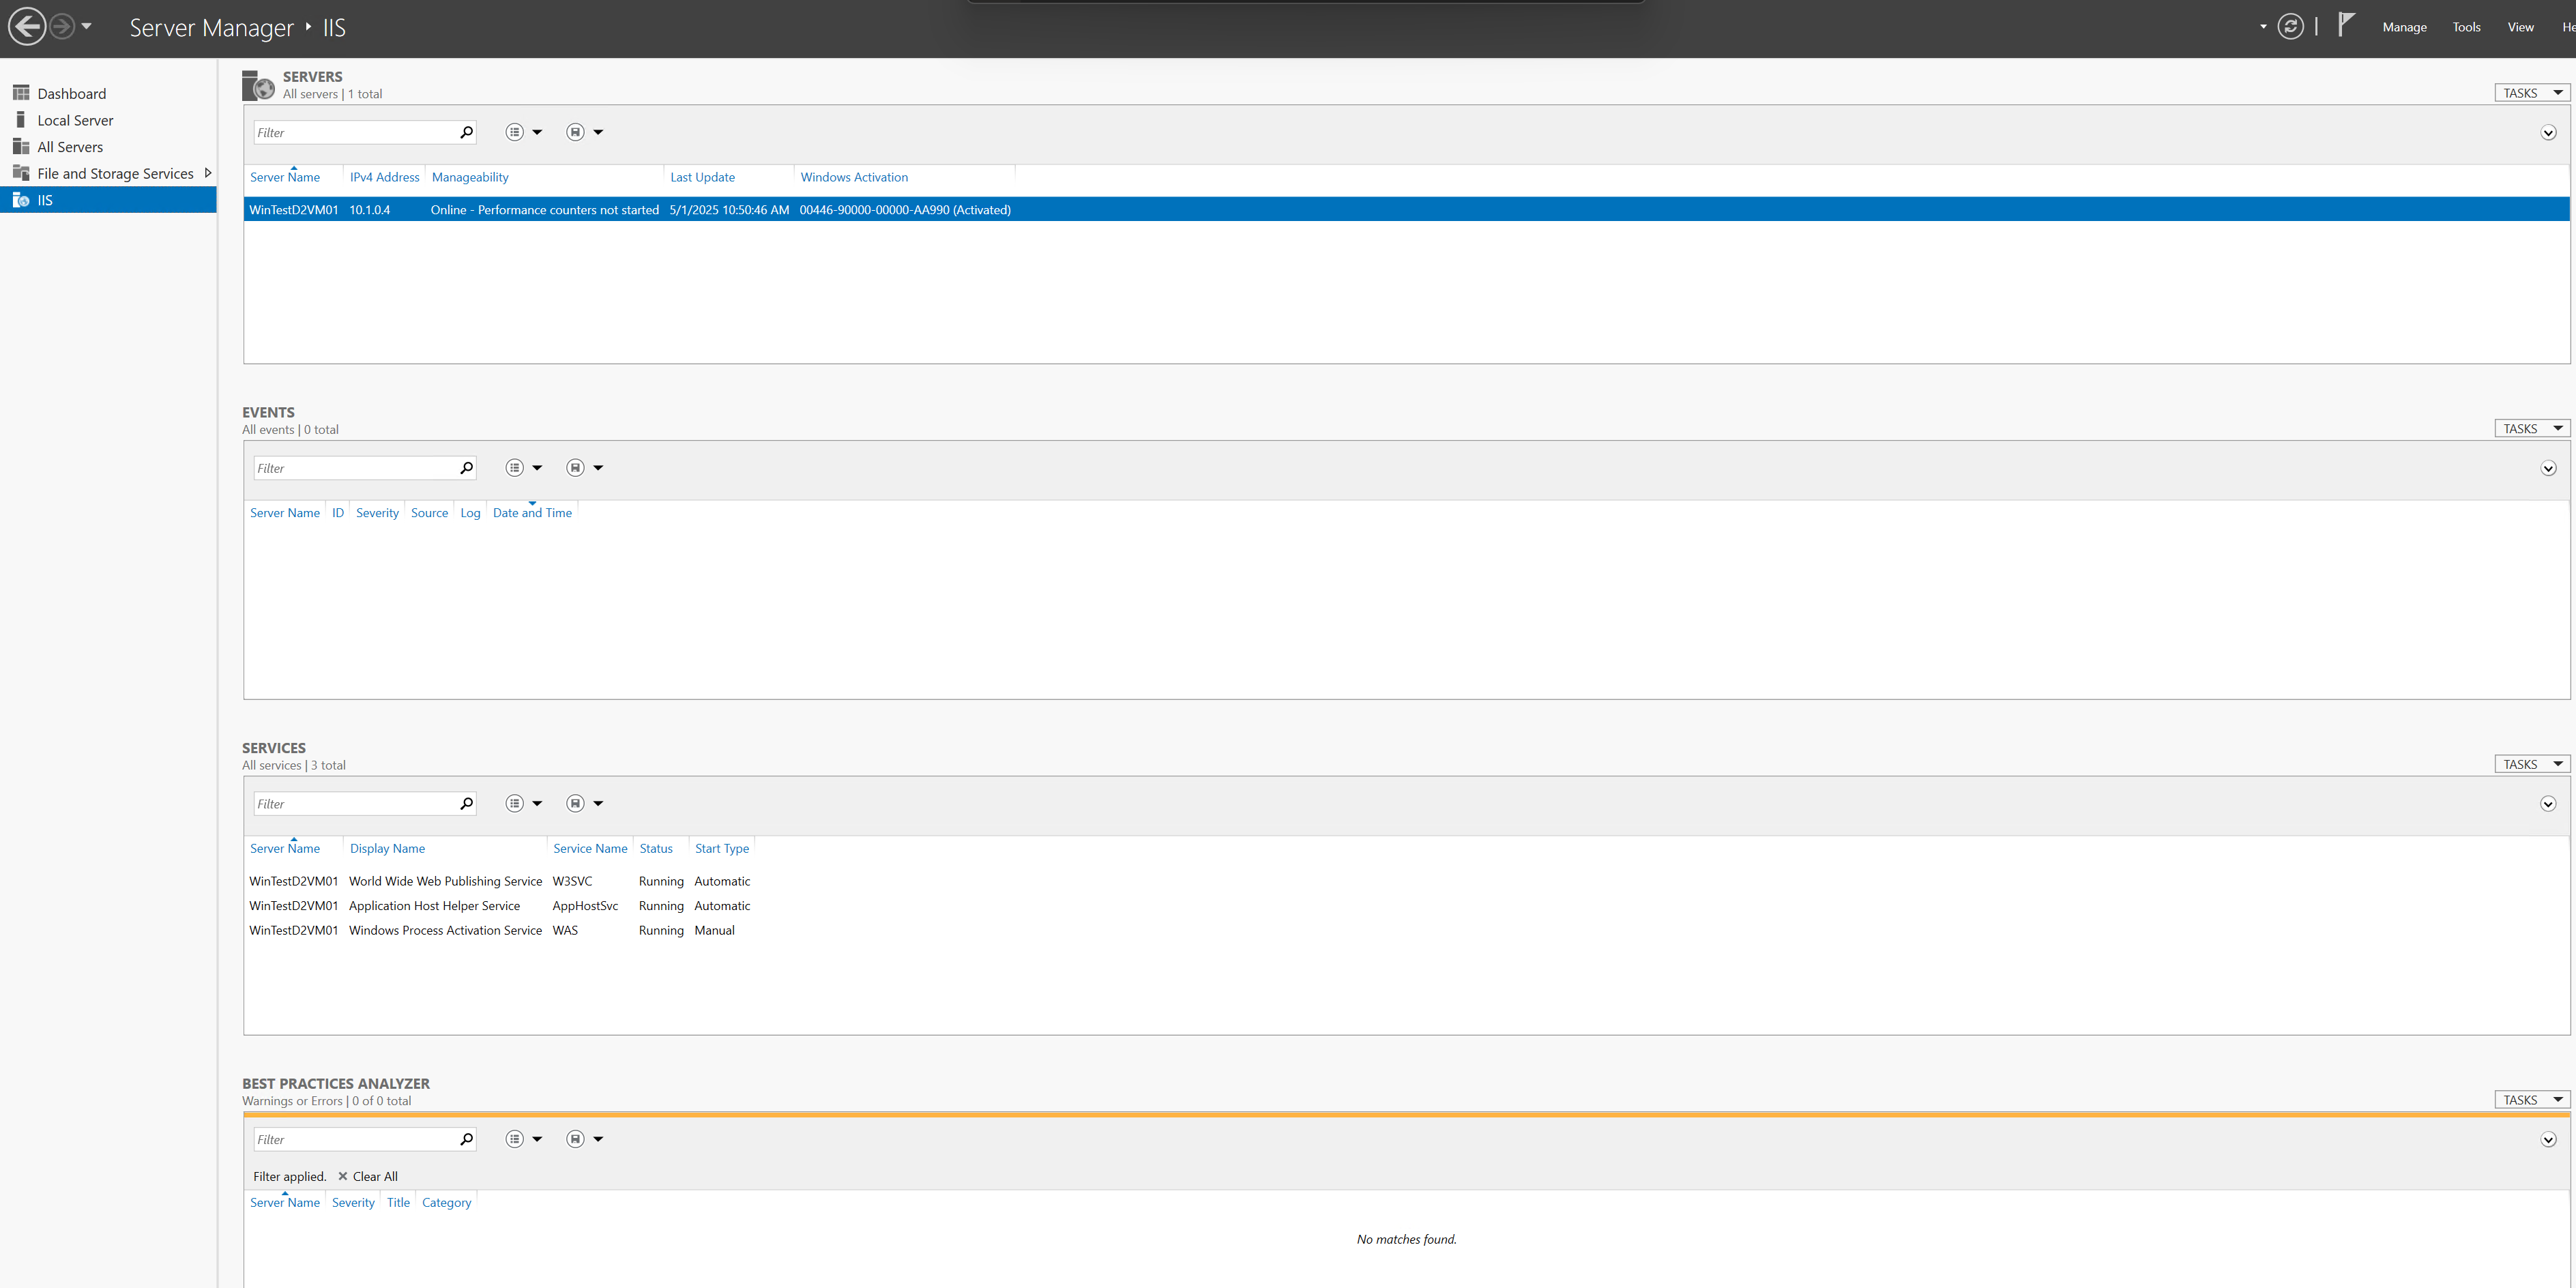 Server Manager ▸ IIS
Manage Tools View He
Dashboard
Local Server
All Servers
File and Storage Services
IIS
SERVERS
All servers | 1 total
TASKS
Filter
Server Name IPv4 Address Manageability Last Update Windows Activation
WinTestD2VM01 10.1.0.4 Online - Performance counters not started 5/1/2025 10:50:46 AM 00446-90000-00000-AA990 (Activated)
EVENTS
All events | 0 total
TASKS
Filter
Server Name ID Severity Source Log Date and Time
SERVICES
All services | 3 total
TASKS
Filter
Server Name Display Name Service Name Status Start Type
WinTestD2VM01 World Wide Web Publishing Service W3SVC Running Automatic
WinTestD2VM01 Application Host Helper Service AppHostSvc Running Automatic
WinTestD2VM01 Windows Process Activation Service WAS Running Manual
BEST PRACTICES ANALYZER
Warnings or Errors | 0 of 0 total
TASKS
Filter
Filter applied. Clear All
Server Name Severity Title Category
No matches found.